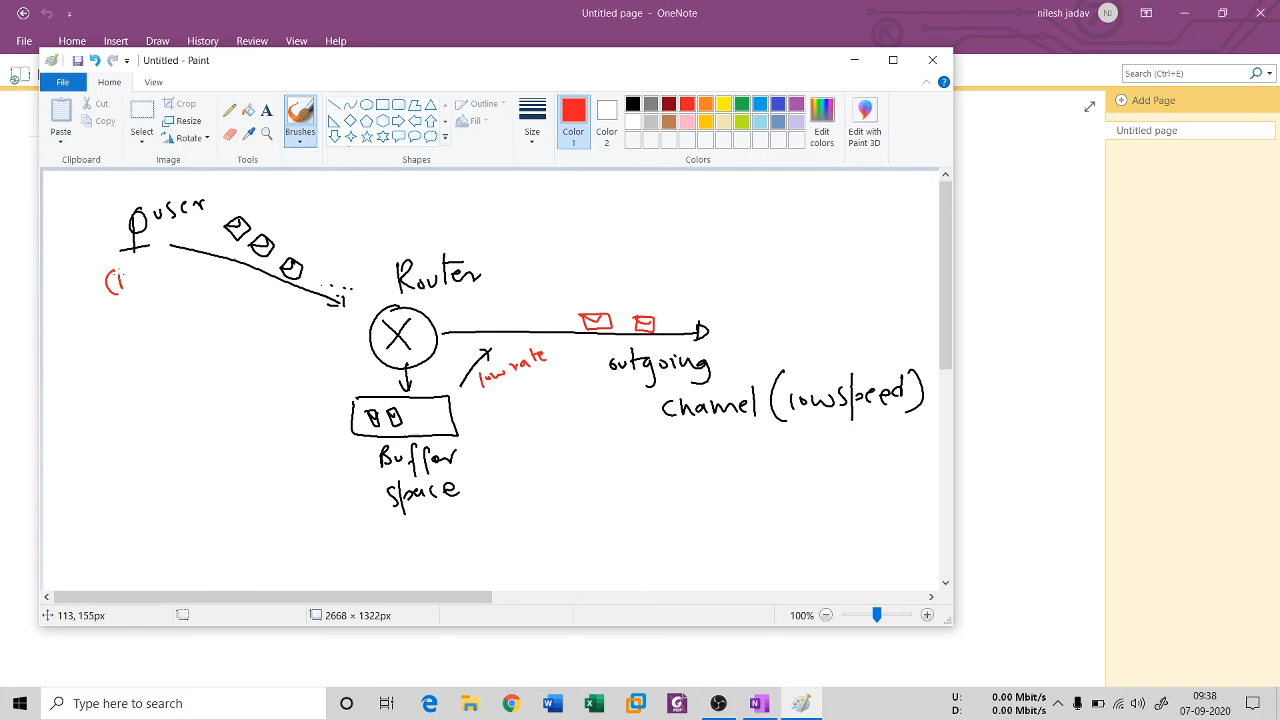 Untitled page - OneNote
nilesh jadav
NJ
File Home Insert Draw History Review View Help
Untitled - Paint
File Home View
Paste
Cut
Copy
Clipboard
Select
Crop
Resize
Rotate
Image
Tools
Brushes
Outline
Fill
Shapes
Size
Color 1
Color 2
Edit colors
Edit with Paint 3D
Colors
Search (Ctrl+E)
Add Page
Untitled page
user
Router
low rate
outgoing
channel (lowspeed)
Buffer
space
113, 155px
2668 × 1322px
100%
Type here to search
U: 0.00 Mbit/s
D: 0.00 Mbit/s
09:38
07-09-2020